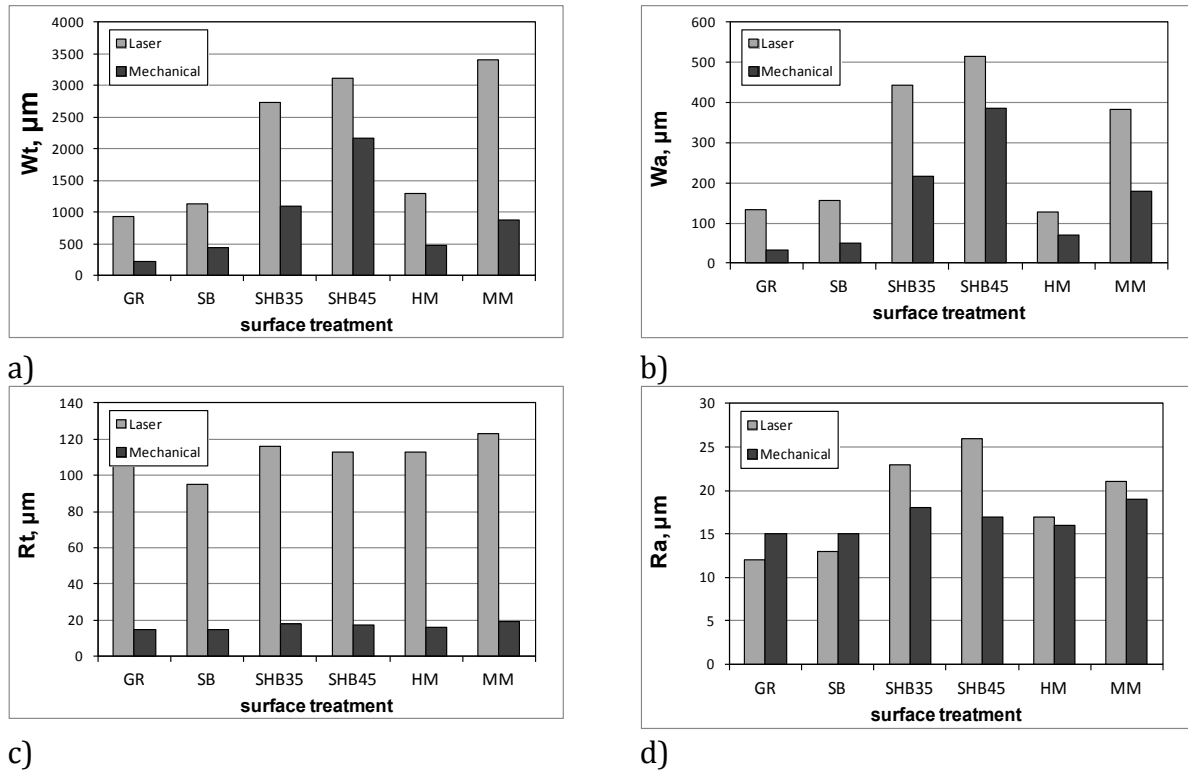 Wt, µm
4000
3500
3000
2500
2000
1500
1000
500
0
Laser
Mechanical
GR SB SHB35 SHB45 HM MM
surface treatment
a)
Wa, µm
600
500
400
300
200
100
0
Laser
Mechanical
GR SB SHB35 SHB45 HM MM
surface treatment
b)
Rt, µm
140
120
100
80
60
40
20
0
Laser
Mechanical
GR SB SHB35 SHB45 HM MM
surface treatment
c)
Ra, µm
30
25
20
15
10
5
0
Laser
Mechanical
GR SB SHB35 SHB45 HM MM
surface treatment
d)